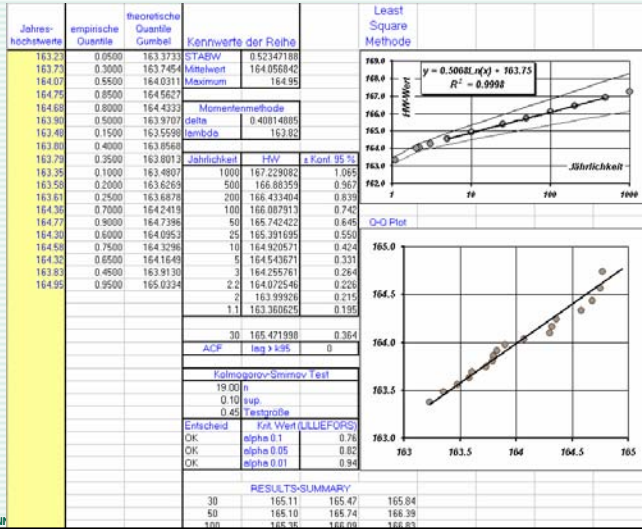 Jahres-höchstwerte empirische Quantile theoretische Quantile Gumbel Kennwerte der Reihe
163.23 0.0500 163.3733 STABW 0.52347188
163.73 0.3000 163.7454 Mittelwert 164.056842
164.07 0.5500 164.0311 Maximum 164.95
164.75 0.8500 164.5627
164.68 0.8000 164.4333 Momentenmethode
163.90 0.5000 163.9707 delta 0.40814885
163.48 0.1500 163.5598 lambda 163.82
163.80 0.4000 163.8568
163.79 0.3500 163.8013 Jährlichkeit HW ± Konf. 95 %
163.35 0.1000 163.4807 1000 167.229082 1.065
163.58 0.2000 163.6269 500 166.88359 0.967
163.61 0.2500 163.6878 200 166.433404 0.839
164.36 0.7000 164.2419 100 166.087913 0.742
164.77 0.9000 164.7396 50 165.742422 0.645
164.30 0.6000 164.0953 25 165.391695 0.550
164.58 0.7500 164.3296 10 164.920571 0.424
164.32 0.6500 164.1649 5 164.543671 0.331
163.83 0.4500 163.9130 3 164.255761 0.264
164.95 0.9500 165.0334 2.2 164.072546 0.226
2 163.99926 0.215
1.1 163.360625 0.195
30 165.471998 0.364
ACF lag > k95 0
Kolmogorov-Smirnov Test
19.00 n
0.10 sup.
0.45 Testgröße
Entscheid Krit. Wert (LILLIEFORS)
OK alpha 0.1 0.76
OK alpha 0.05 0.82
OK alpha 0.01 0.94
RESULTS-SUMMARY
30 165.11 165.47 165.84
50 165.10 165.74 166.39
100 165.35 166.09 166.83
Least
Square
Methode
y = 0.5068Ln(x) + 163.75
R² = 0.9998
HW-Wert
169.0
168.0
167.0
166.0
165.0
164.0
163.0
162.0
Jährlichkeit
1 10 100 1000
Q-Q Plot
165.0
164.5
164.0
163.5
163.0
163 163.5 164 164.5 165